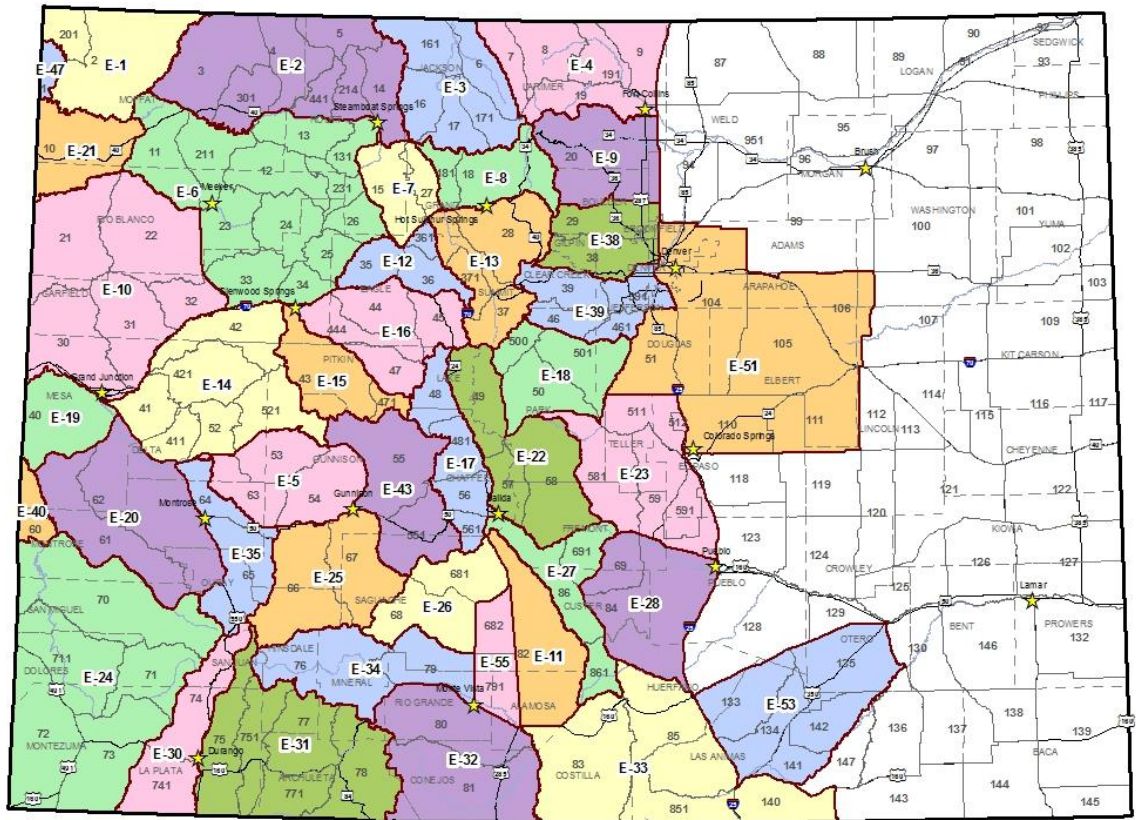 201 2 E-1
E-47
3 4 5 E-2 301 441 214 14
Steamboat Springs
161 6 JACKSON E-3 16 17 171
7 8 9 E-4 191 19 LARIMER
Fort Collins
87 88 89 90 91 92 93
SEDGWICK
LOGAN
PHILLIPS
WELD 951 94 95 96 97 98
MORGAN
Brush
WASHINGTON
YUMA
MOFFAT
10 E-21
11 211 12 13 131 231 E-6
Meeker
23 24 25 26 33 34
15 E-7 27
181 18 E-8
GRAND
Hot Sulphur Springs
20 E-9
BOULDER
29 E-38 38
GILPIN
Denver
99 100 101 102 103
ADAMS
RIO BLANCO
21 22 E-10
GARFIELD
30 31 32
Glenwood Springs
35 E-12 361 36
EAGLE
28 E-13 371 37
SUMMIT
CLEAR CREEK
39 E-39 46 461
ARAPAHOE
104 105 106 E-51
DOUGLAS
51 ELBERT
110 111
107 109
KIT CARSON
Grand Junction
MESA
40 E-19
42 421 E-14 41 411 52 521
DELTA
PITKIN
43 E-15 471
44 444 45 E-16 47
LAKE
48 49
500 501 E-18 50
PARK
112 LINCOLN 113 114 115 116 117
CHEYENNE
Colorado Springs
EL PASO
511 512 TELLER E-23 581 59 591
53 GUNNISON E-5 63 54
Gunnison
55 E-43 551
481 E-17 CHAFFEE 56 561
E-22 57 58
Salida
FREMONT
E-40 60
62 E-20 61
MONTROSE
Montrose
64 E-35 65
OURAY
118 119 120 121 122
KIOWA
123 124 125 126 127
CROWLEY
Pueblo
PUEBLO
SAN MIGUEL
70 711 71 E-24
DOLORES
72 73
MONTEZUMA
66 67 E-25
SAGUACHE
681 E-26 68
691 E-27 86 861
CUSTER
69 E-28 84
128 129 130
OTERO
BENT
Lamar
PROWERS
132 146
SAN JUAN
HINSDALE
76 E-34 79
MINERAL
RIO GRANDE
Monte Vista
682 E-55 791
82 E-11
ALAMOSA
HUERFANO
133 134 135 E-53 142 141
LAS ANIMAS
74 E-30 741
LA PLATA
Durango
75 751 77 E-31 771 78
ARCHULETA
80 E-32 81
CONEJOS
83 85 E-33 851
COSTILLA
140
136 137 138 139
BACA
147 143 144 145